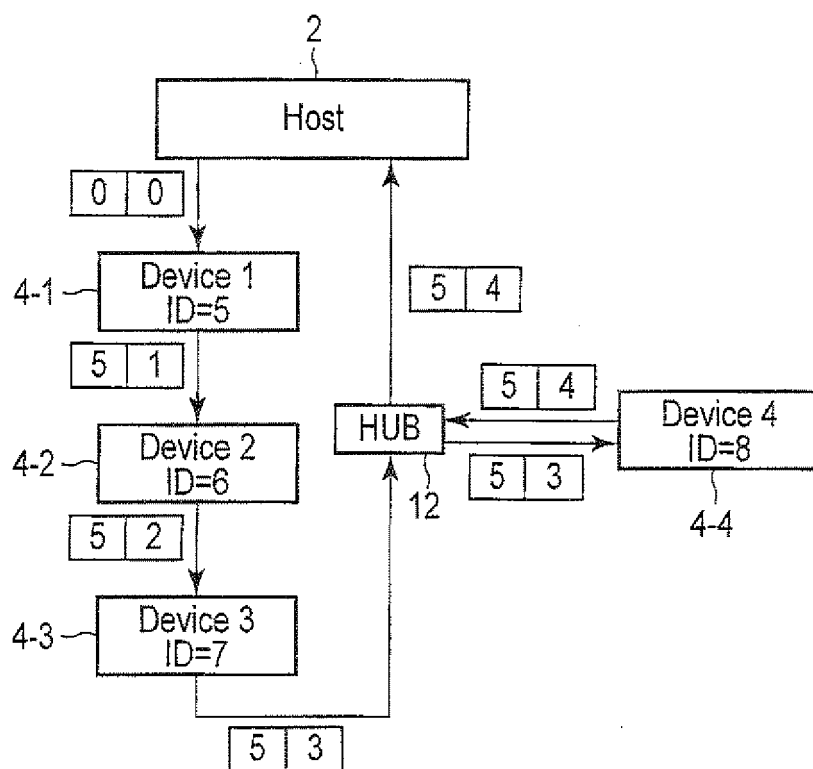 2
Host
0 0
4-1
Device 1
ID=5
5 4
5 1
5 4
4-2
Device 2
ID=6
HUB
Device 4
ID=8
12
5 3
4-4
5 2
4-3
Device 3
ID=7
5 3